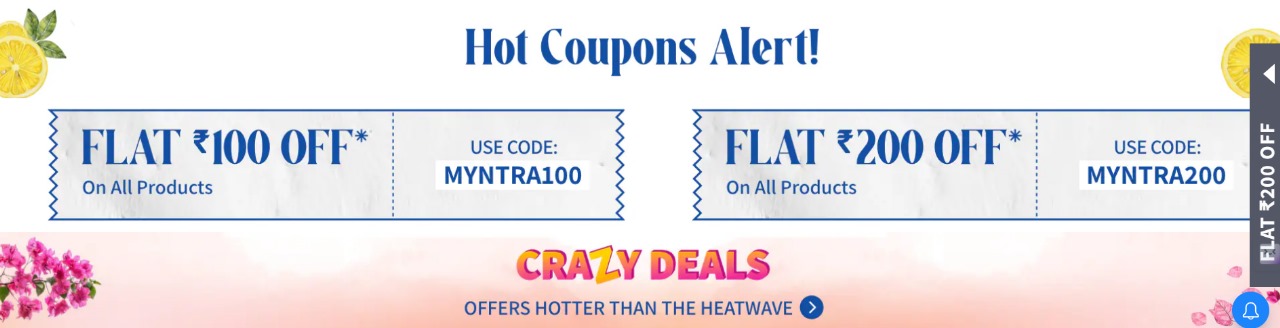 Hot Coupons Alert!
FLAT ₹100 OFF*
On All Products
USE CODE:
MYNTRA100
FLAT ₹200 OFF*
On All Products
USE CODE:
MYNTRA200
FLAT ₹200 OFF
CRAZY DEALS
OFFERS HOTTER THAN THE HEATWAVE